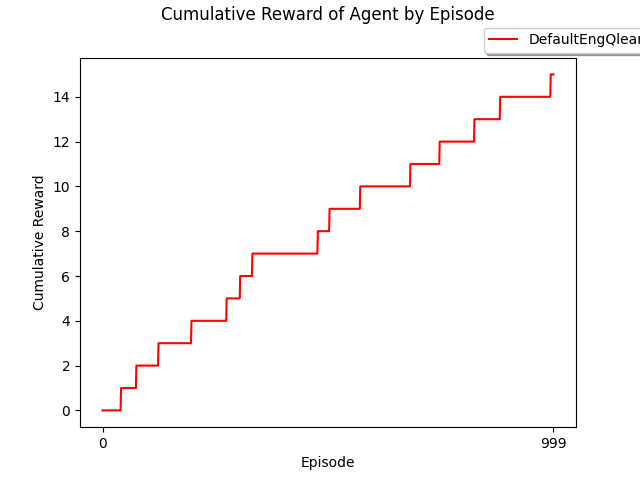 Cumulative Reward of Agent by Episode
DefaultEngQlear
14
12
10
8
6
4
2
0
Cumulative Reward
0 999
Episode